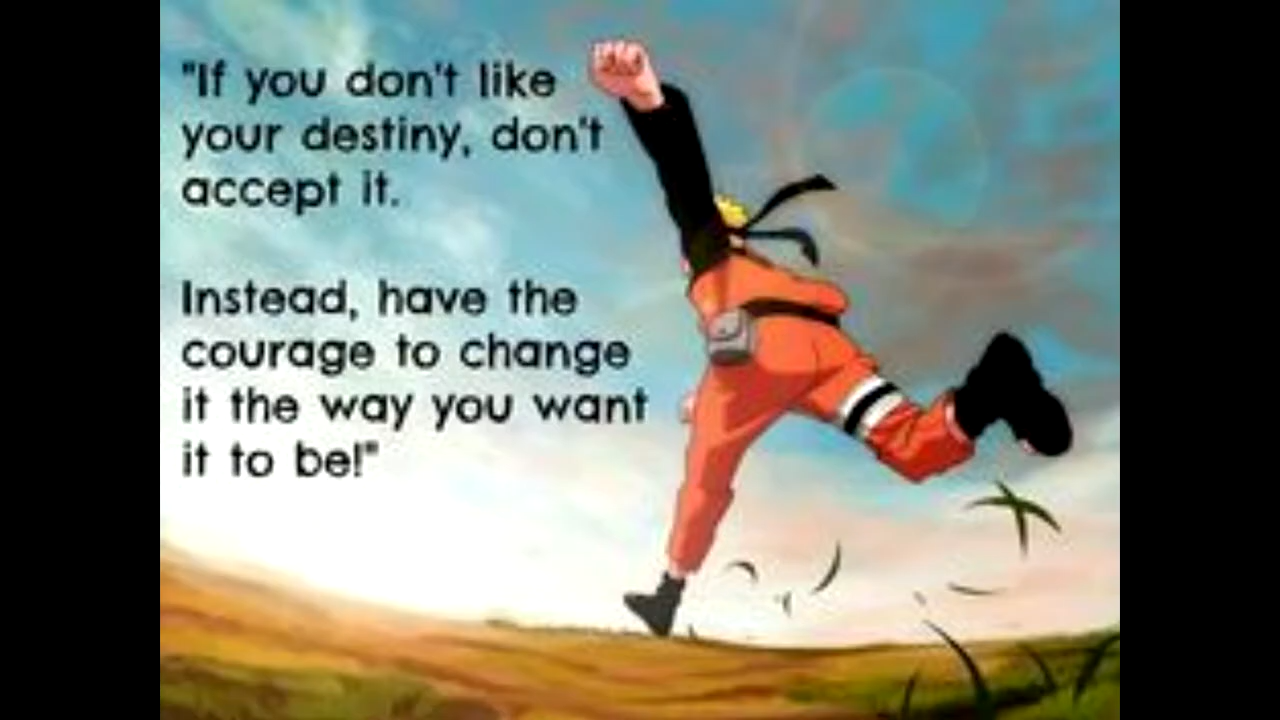 "If you don't like
your destiny, don't
accept it.
Instead, have the
courage to change
it the way you want
it to be!"